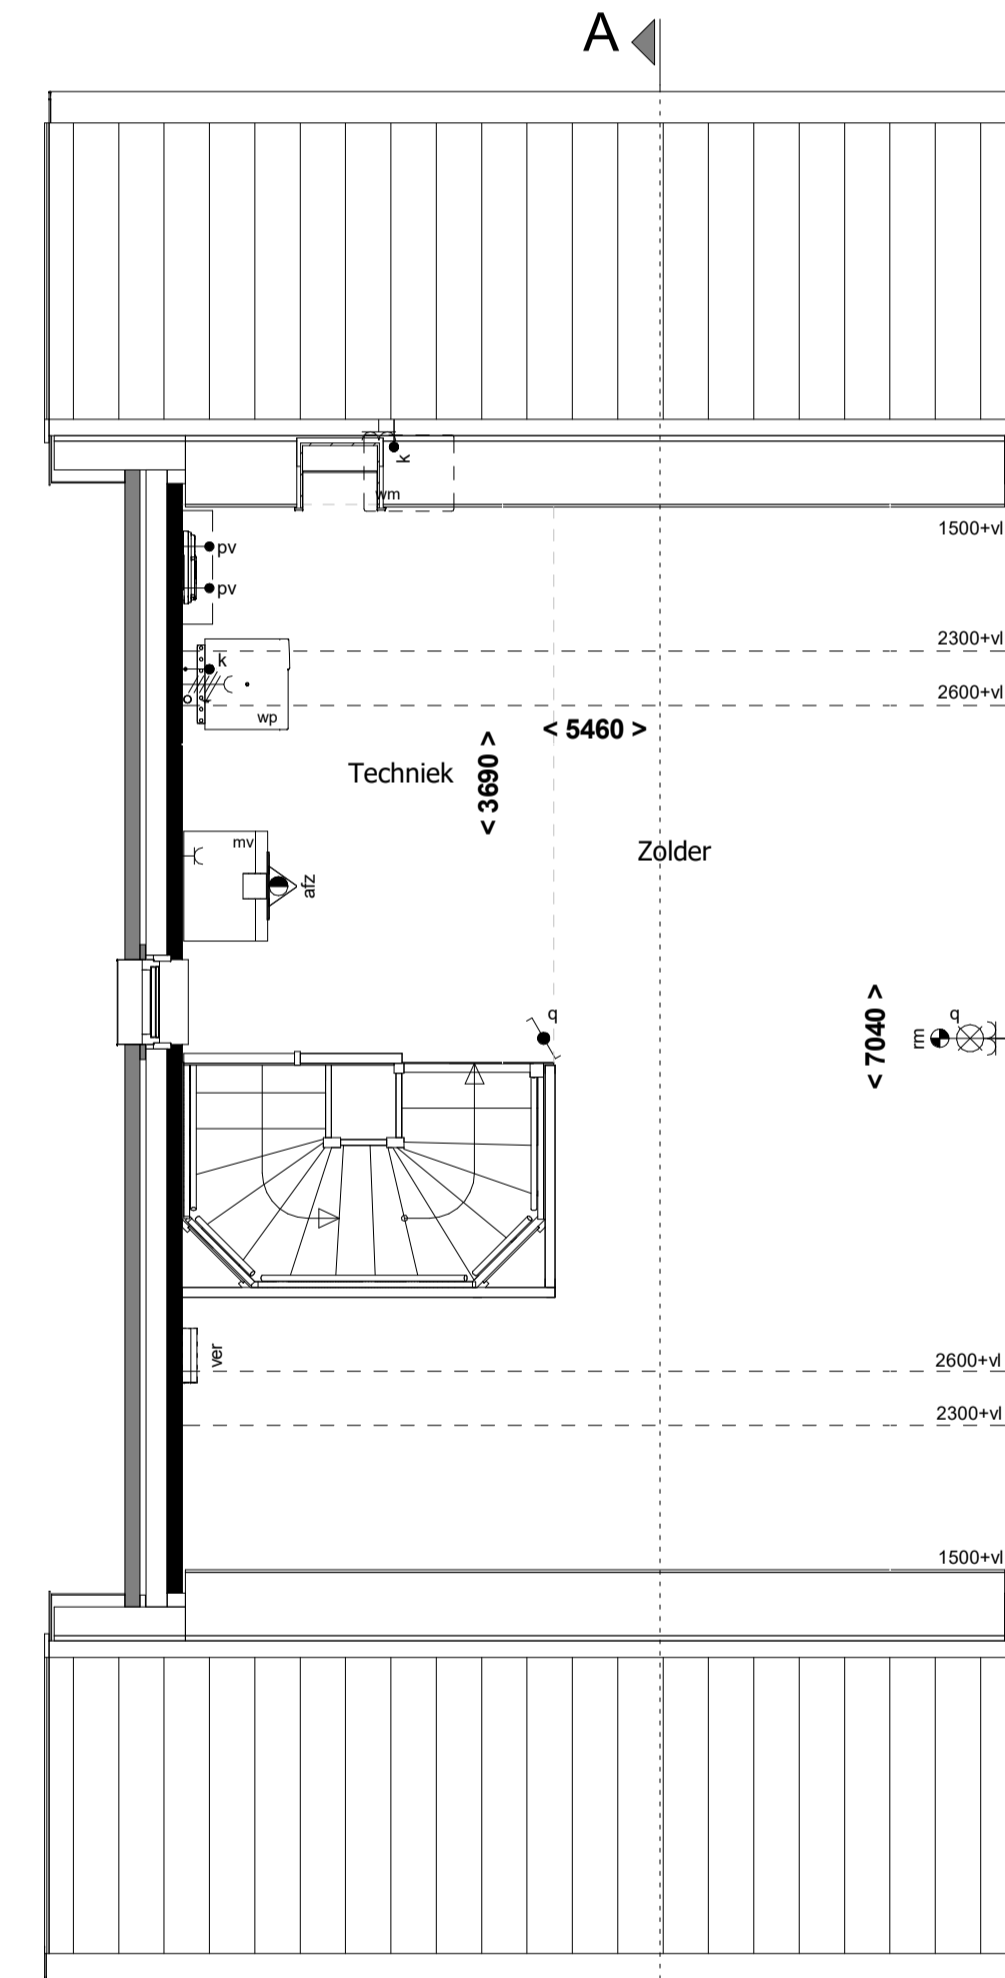 A
k
wm
1500+vl
pv
pv
2300+vl
k
2600+vl
wp
< 5460 >
< 3690 >
Techniek
mv
Zolder
afz
< 7040 >
q
q
rm
ver
2600+vl
2300+vl
1500+vl